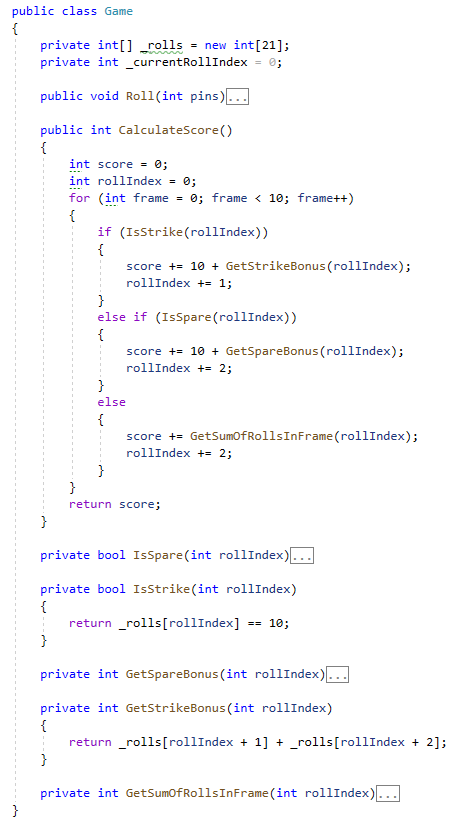 public class Game
{
    private int[] _rolls = new int[21];
    private int _currentRollIndex = 0;

    public void Roll(int pins)...

    public int CalculateScore()
    {
        int score = 0;
        int rollIndex = 0;
        for (int frame = 0; frame < 10; frame++)
        {
            if (IsStrike(rollIndex))
            {
                score += 10 + GetStrikeBonus(rollIndex);
                rollIndex += 1;
            }
            else if (IsSpare(rollIndex))
            {
                score += 10 + GetSpareBonus(rollIndex);
                rollIndex += 2;
            }
            else
            {
                score += GetSumOfRollsInFrame(rollIndex);
                rollIndex += 2;
            }
        }
        return score;
    }

    private bool IsSpare(int rollIndex)...

    private bool IsStrike(int rollIndex)
    {
        return _rolls[rollIndex] == 10;
    }

    private int GetSpareBonus(int rollIndex)...

    private int GetStrikeBonus(int rollIndex)
    {
        return _rolls[rollIndex + 1] + _rolls[rollIndex + 2];
    }

    private int GetSumOfRollsInFrame(int rollIndex)...
}